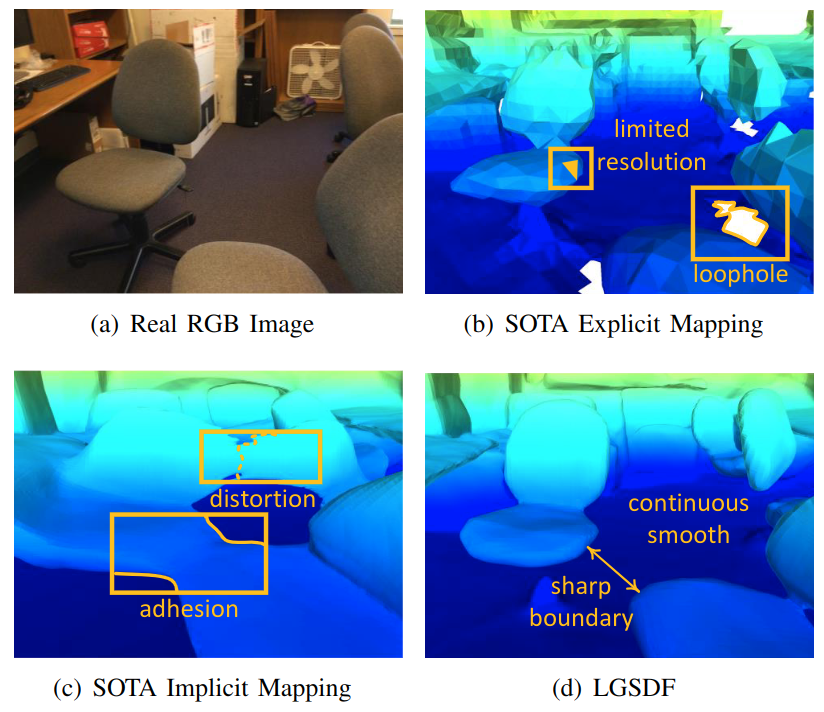 limited
resolution
loophole
(a) Real RGB Image
(b) SOTA Explicit Mapping
distortion
adhesion
continuous
smooth
sharp
boundary
(c) SOTA Implicit Mapping
(d) LGSDF